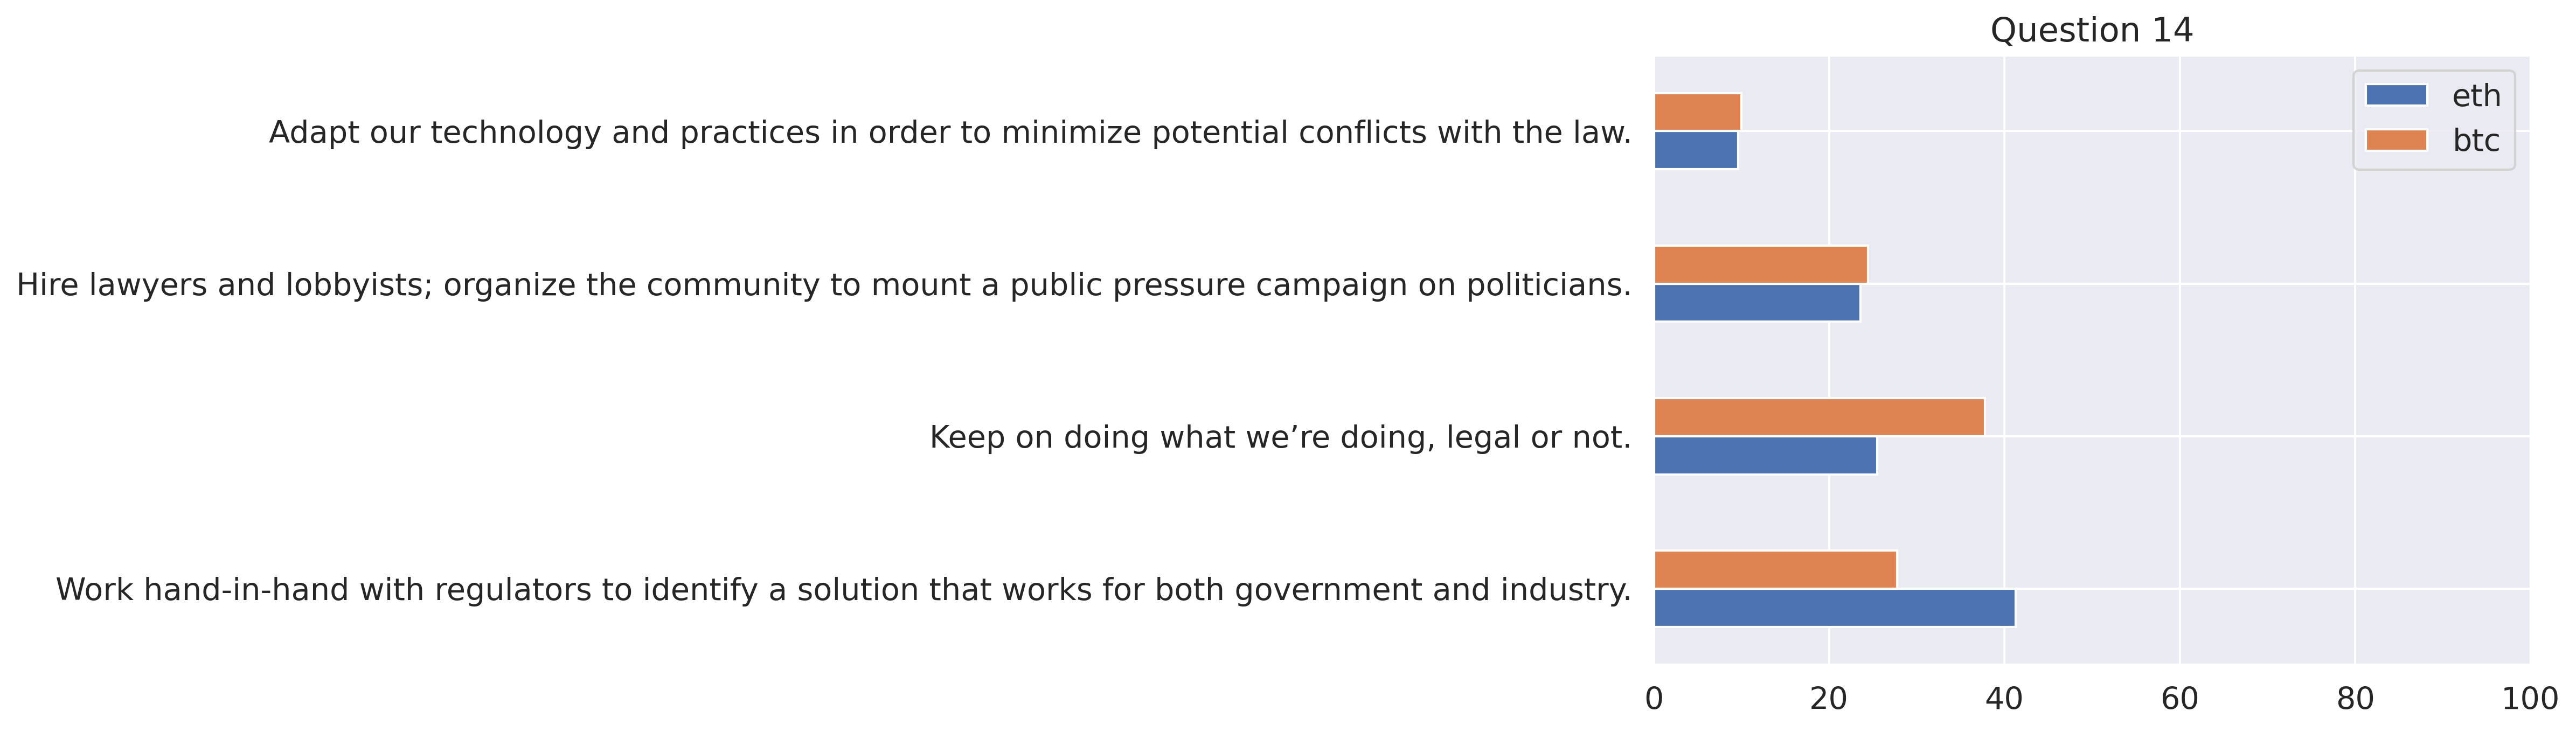 Question 14
eth
btc
Adapt our technology and practices in order to minimize potential conflicts with the law.
Hire lawyers and lobbyists; organize the community to mount a public pressure campaign on politicians.
Keep on doing what we’re doing, legal or not.
Work hand-in-hand with regulators to identify a solution that works for both government and industry.
0 20 40 60 80 100